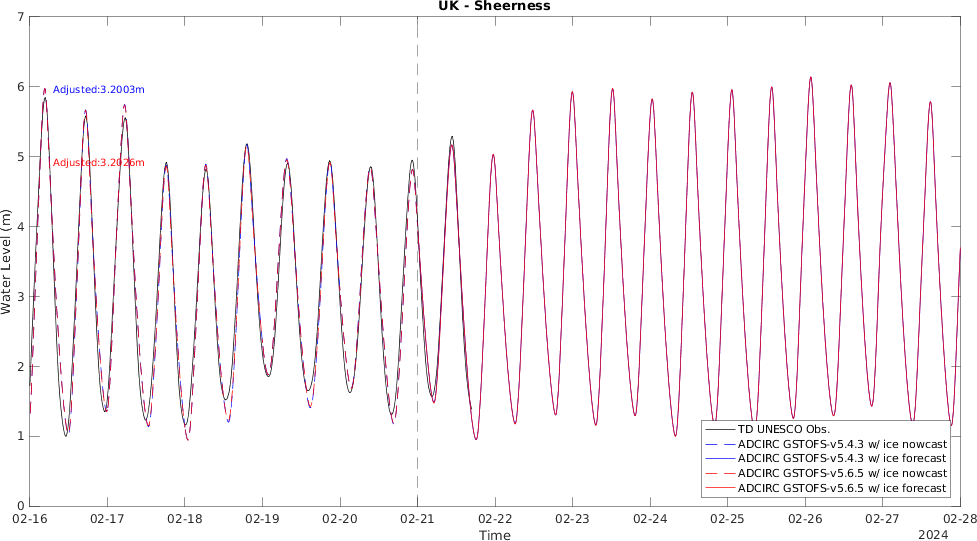 UK - Sheerness
7
6
5
4
3
2
1
0
Water Level (m)
Adjusted:3.2003m
Adjusted:3.2026m
TD UNESCO Obs.
ADCIRC GSTOFS-v5.4.3 w/ ice nowcast
ADCIRC GSTOFS-v5.4.3 w/ ice forecast
ADCIRC GSTOFS-v5.6.5 w/ ice nowcast
ADCIRC GSTOFS-v5.6.5 w/ ice forecast
02-16 02-17 02-18 02-19 02-20 02-21 02-22 02-23 02-24 02-25 02-26 02-27 02-28
Time
2024